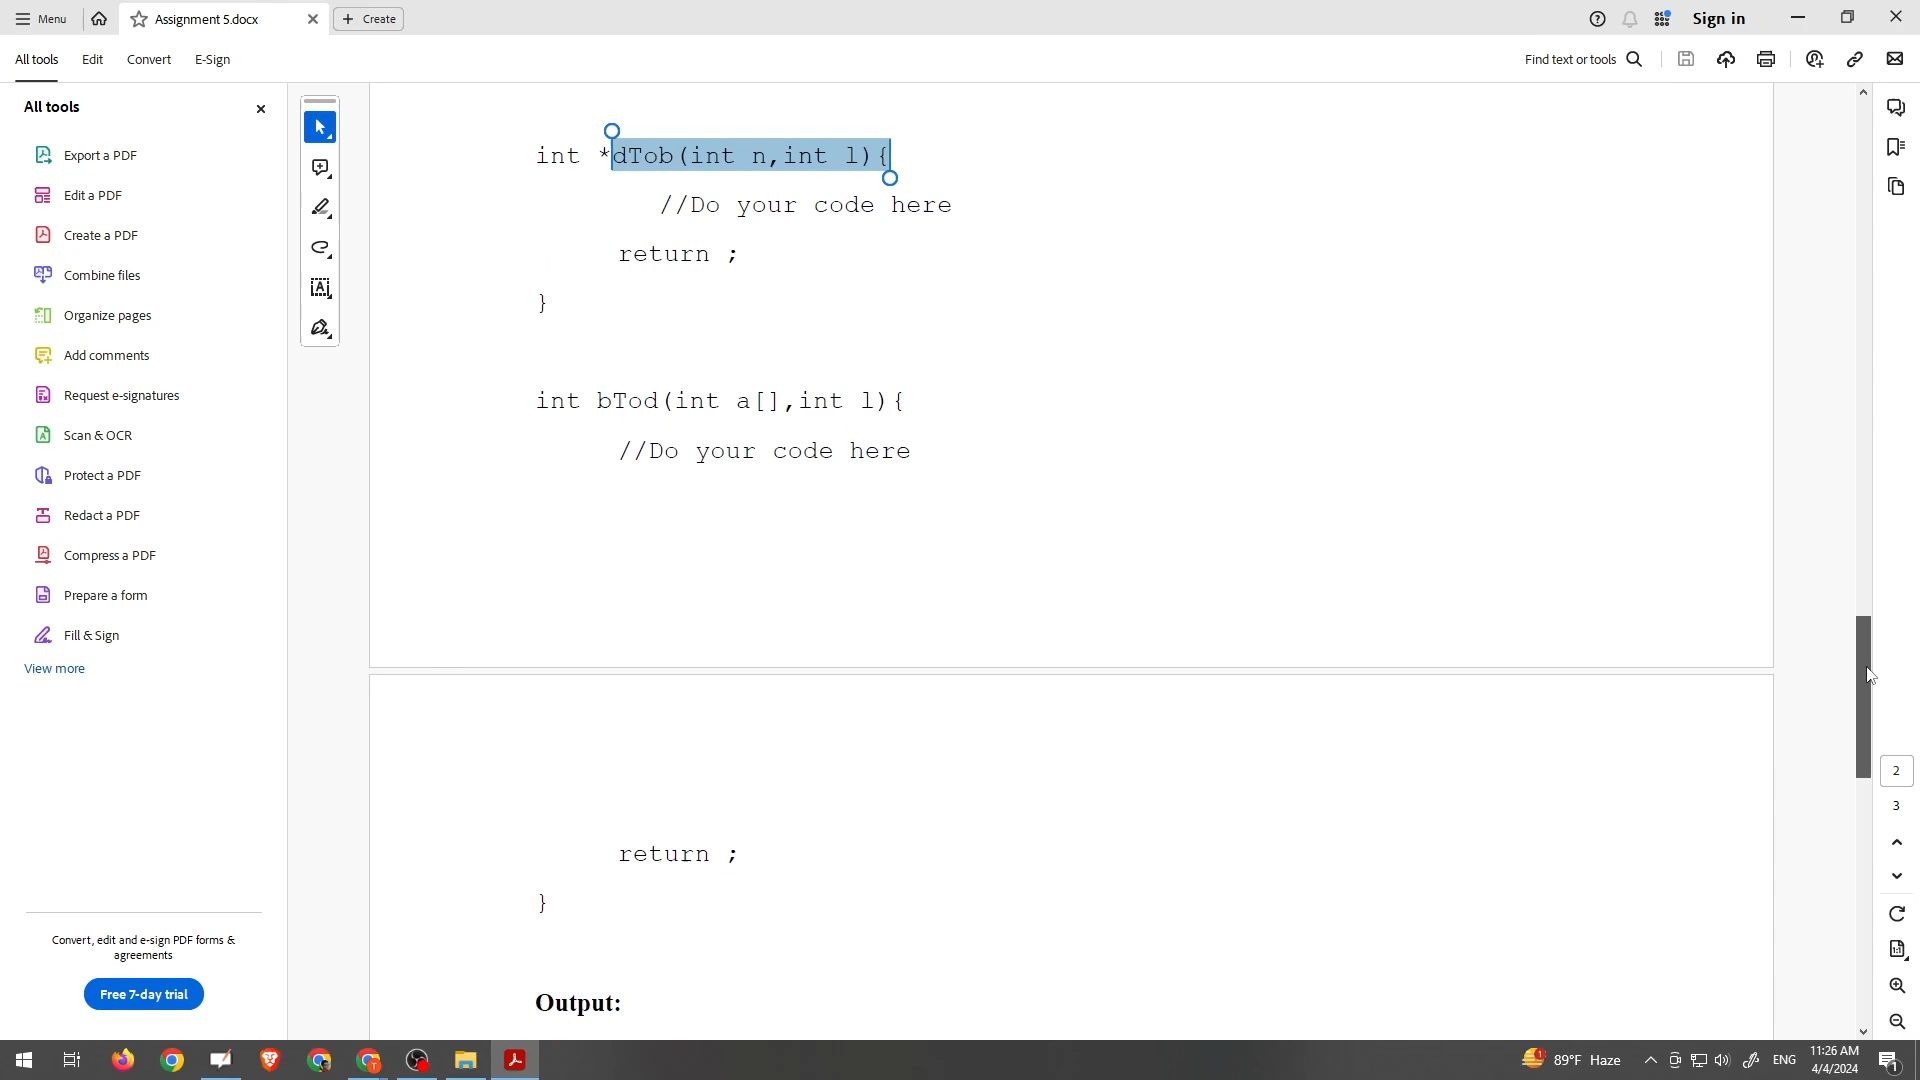 Menu
Assignment 5.docx
Create
Sign in
All tools
Edit
Convert
E-Sign
Find text or tools
All tools
Export a PDF
Edit a PDF
Create a PDF
Combine files
Organize pages
Add comments
Request e-signatures
Scan & OCR
Protect a PDF
Redact a PDF
Compress a PDF
Prepare a form
Fill & Sign
View more
Convert, edit and e-sign PDF forms &
agreements
Free 7-day trial
int *dTob(int n,int l){
//Do your code here
return ;
}
int bTod(int a[],int l){
//Do your code here
return ;
}
Output:
2
3
89°F Haze
ENG
11:26 AM
4/4/2024
1